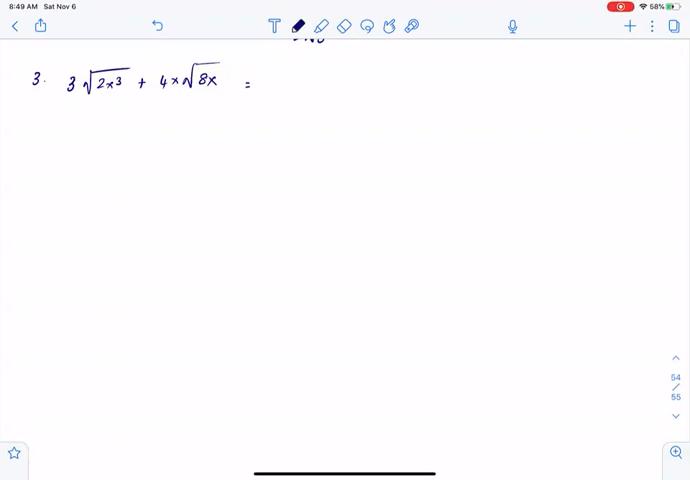 8:49 AM Sat Nov 6
58%
T
3. 3 √(2x³) + 4x√(8x) =
54
/
55